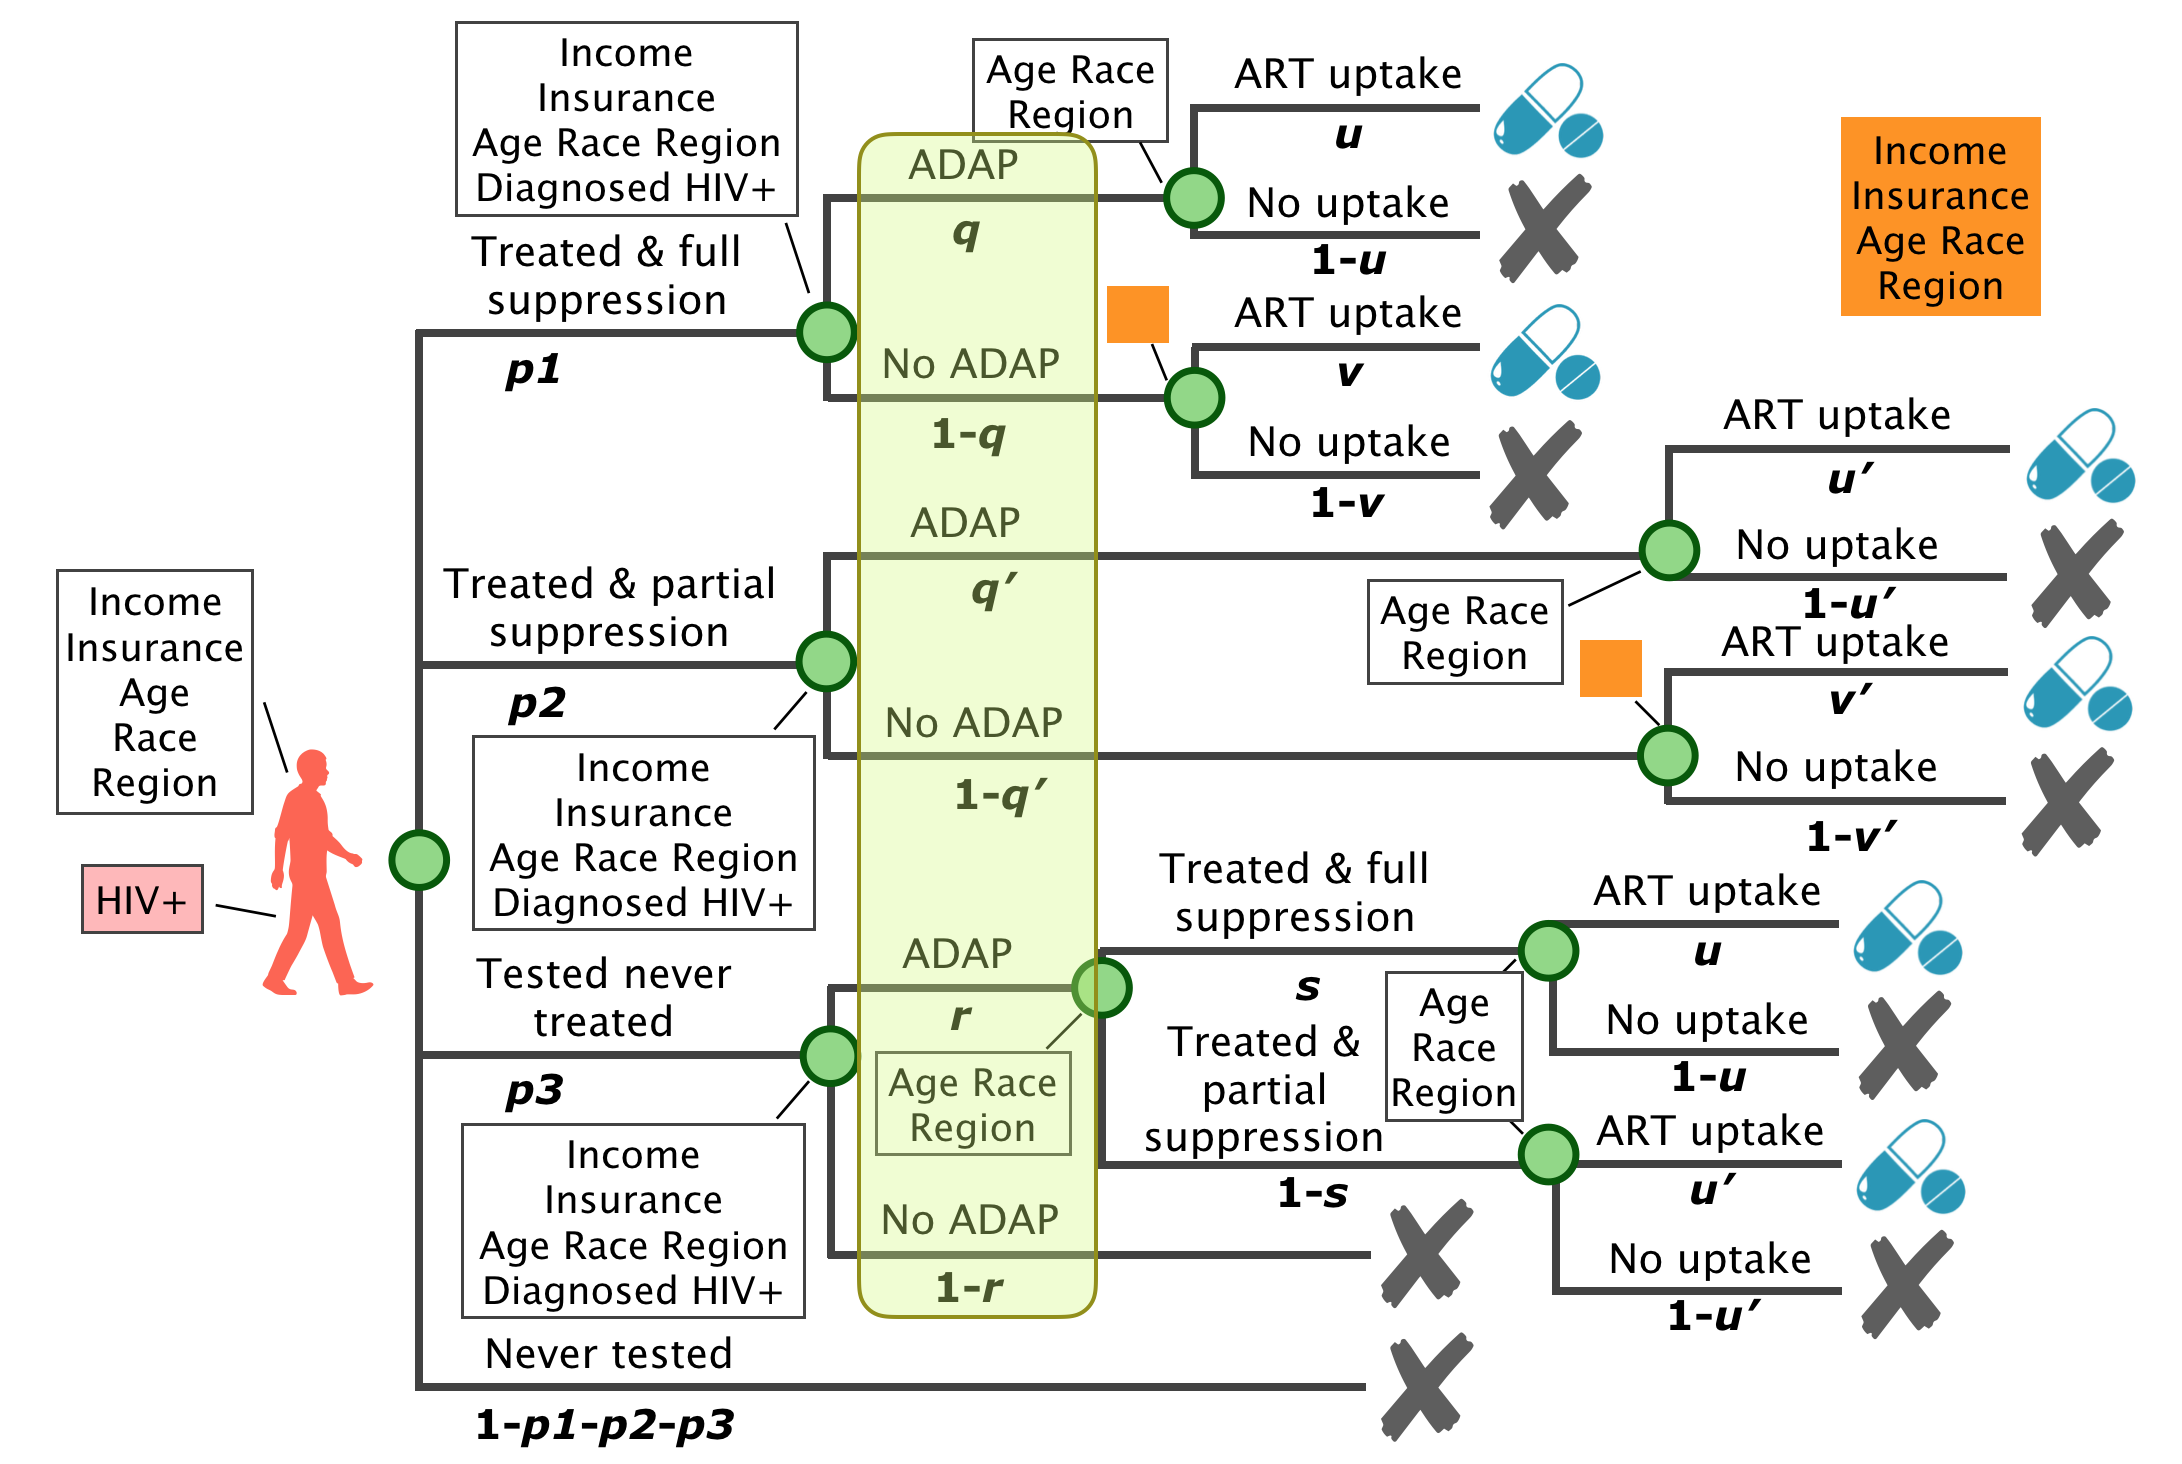 Income
Insurance
Age Race Region
Diagnosed HIV+
Treated & full
suppression
p1
ADAP
q
No ADAP
1-q
Age Race
Region
ART uptake
u
No uptake
1-u
ART uptake
v
No uptake
1-v
Income
Insurance
Age Race
Region
Income
Insurance
Age
Race
Region
HIV+
Treated & partial
suppression
p2
Income
Insurance
Age Race Region
Diagnosed HIV+
ADAP
q′
No ADAP
1-q′
Age Race
Region
ART uptake
u′
No uptake
1-u′
ART uptake
v′
No uptake
1-v′
Tested never
treated
p3
Income
Insurance
Age Race Region
Diagnosed HIV+
ADAP
r
Age Race
Region
No ADAP
1-r
Treated & full
suppression
s
Treated &
partial
suppression
1-s
Age
Race
Region
ART uptake
u
No uptake
1-u
ART uptake
u′
No uptake
1-u′
Never tested
1-p1-p2-p3